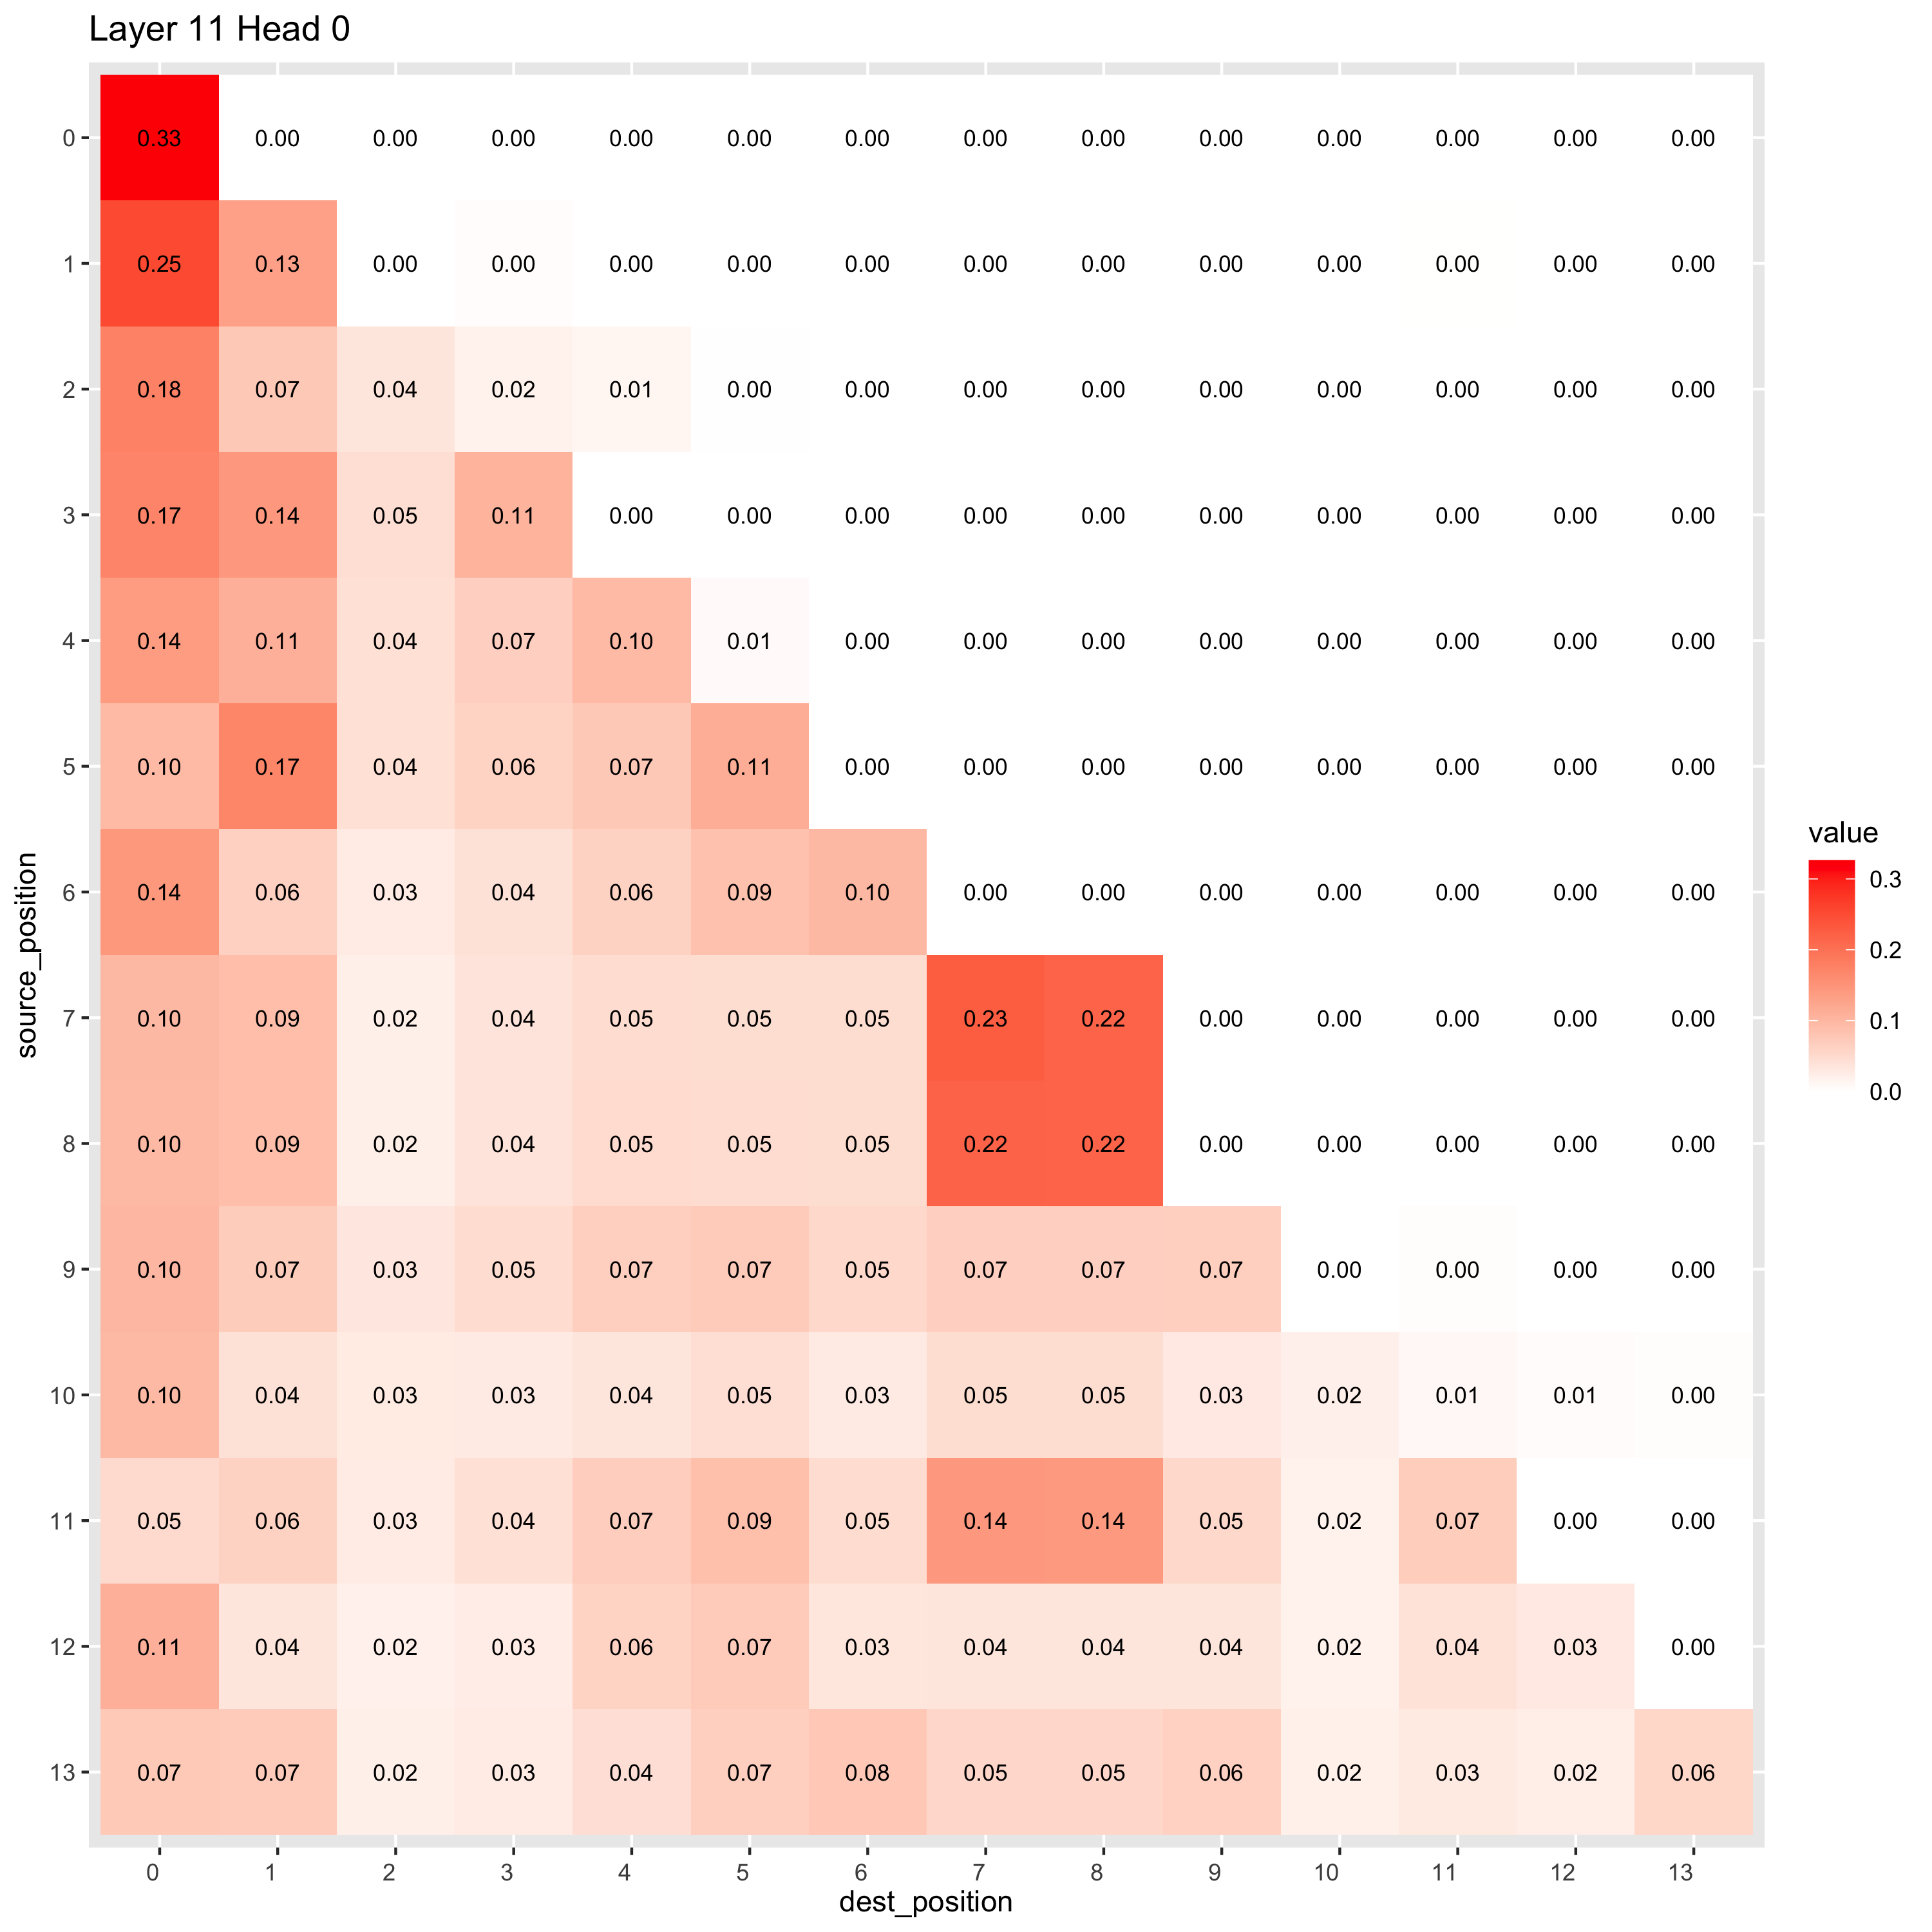 Layer 11 Head 0
0 0.33 0.00 0.00 0.00 0.00 0.00 0.00 0.00 0.00 0.00 0.00 0.00 0.00 0.00
1 0.25 0.13 0.00 0.00 0.00 0.00 0.00 0.00 0.00 0.00 0.00 0.00 0.00 0.00
2 0.18 0.07 0.04 0.02 0.01 0.00 0.00 0.00 0.00 0.00 0.00 0.00 0.00 0.00
3 0.17 0.14 0.05 0.11 0.00 0.00 0.00 0.00 0.00 0.00 0.00 0.00 0.00 0.00
4 0.14 0.11 0.04 0.07 0.10 0.01 0.00 0.00 0.00 0.00 0.00 0.00 0.00 0.00
5 0.10 0.17 0.04 0.06 0.07 0.11 0.00 0.00 0.00 0.00 0.00 0.00 0.00 0.00
6 0.14 0.06 0.03 0.04 0.06 0.09 0.10 0.00 0.00 0.00 0.00 0.00 0.00 0.00
7 0.10 0.09 0.02 0.04 0.05 0.05 0.05 0.23 0.22 0.00 0.00 0.00 0.00 0.00
8 0.10 0.09 0.02 0.04 0.05 0.05 0.05 0.22 0.22 0.00 0.00 0.00 0.00 0.00
9 0.10 0.07 0.03 0.05 0.07 0.07 0.05 0.07 0.07 0.07 0.00 0.00 0.00 0.00
10 0.10 0.04 0.03 0.03 0.04 0.05 0.03 0.05 0.05 0.03 0.02 0.01 0.01 0.00
11 0.05 0.06 0.03 0.04 0.07 0.09 0.05 0.14 0.14 0.05 0.02 0.07 0.00 0.00
12 0.11 0.04 0.02 0.03 0.06 0.07 0.03 0.04 0.04 0.04 0.02 0.04 0.03 0.00
13 0.07 0.07 0.02 0.03 0.04 0.07 0.08 0.05 0.05 0.06 0.02 0.03 0.02 0.06
0 1 2 3 4 5 6 7 8 9 10 11 12 13
dest_position
source_position
value
0.3
0.2
0.1
0.0